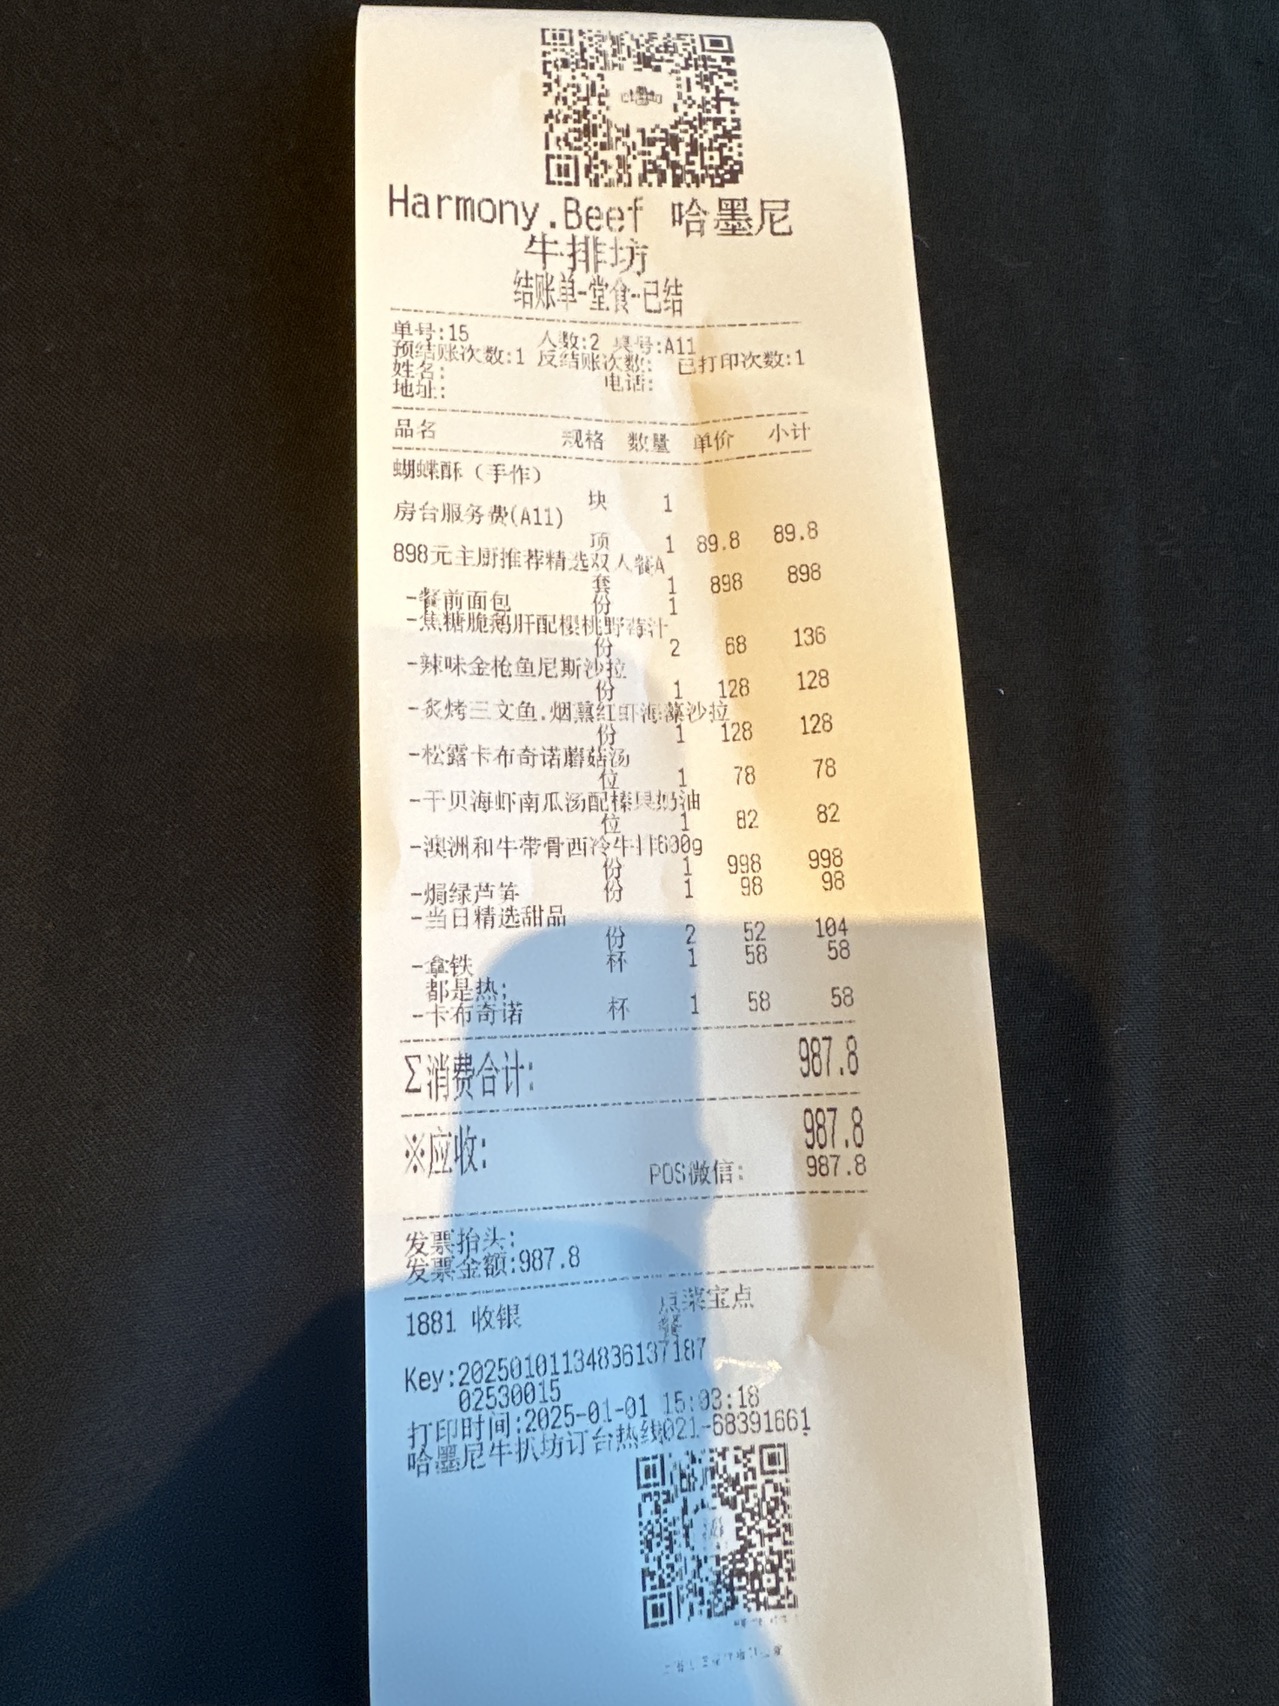 Harmony.Beef 哈墨尼
牛排坊
结账单-堂食-已结
单号:15 人数:2 桌号:A11
预结账次数:1 反结账次数: 已打印次数:1
姓名: 电话:
地址:
品名 规格 数量 单价 小计
蝴蝶酥（手作）
块 1
房台服务费(A11)
项 1 89.8 89.8
898元主厨推荐精选双人餐A
套 1 898 898
-餐前面包 份 1
-焦糖脆鹅肝配樱桃野莓汁
份 2 68 136
-辣味金枪鱼尼斯沙拉
份 1 128 128
-炙烤三文鱼.烟熏红虾海藻沙拉
份 1 128 128
-松露卡布奇诺蘑菇汤
位 1 78 78
-干贝海虾南瓜汤配榛果奶油
位 1 82 82
-澳洲和牛带骨西冷牛排600g
份 1 998 998
-焗绿芦笋 份 1 98 98
-当日精选甜品
份 2 52 104
-拿铁 杯 1 58 58
都是热;
-卡布奇诺 杯 1 58 58
Σ消费合计: 987.8
※应收: 987.8
POS微信: 987.8
发票抬头:
发票金额:987.8
1881 收银 点菜宝点
餐
Key:20250101134836137187
02530015
打印时间:2025-01-01 15:03:18
哈墨尼牛扒坊订台热线021-68391661